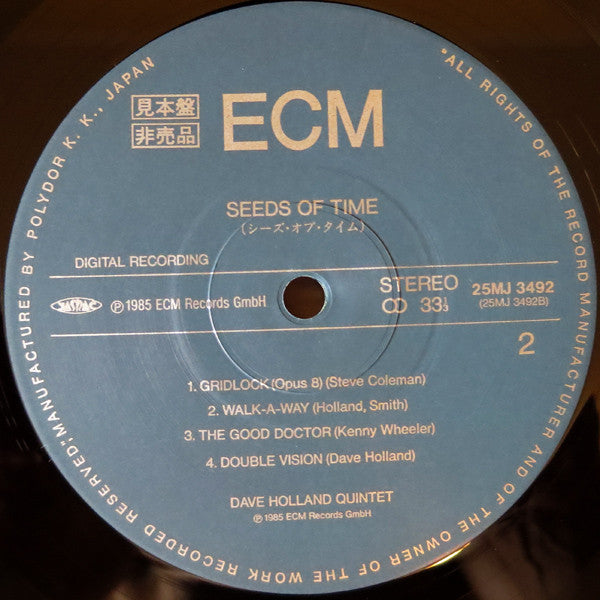 見本盤
非売品
ECM
SEEDS OF TIME
(シーズ・オブ・タイム)
DIGITAL RECORDING
JASRAC
Ⓟ 1985 ECM Records GmbH
STEREO
33⅓
25MJ 3492
(25MJ 3492B)
2
1. GRIDLOCK (Opus 8) (Steve Coleman)
2. WALK-A-WAY (Holland, Smith)
3. THE GOOD DOCTOR (Kenny Wheeler)
4. DOUBLE VISION (Dave Holland)
DAVE HOLLAND QUINTET
Ⓟ 1985 ECM Records GmbH
"ALL RIGHTS OF THE RECORD MANUFACTURER AND OF THE OWNER OF THE WORK RECORDED RESERVED," MANUFACTURED BY POLYDOR K. K., JAPAN